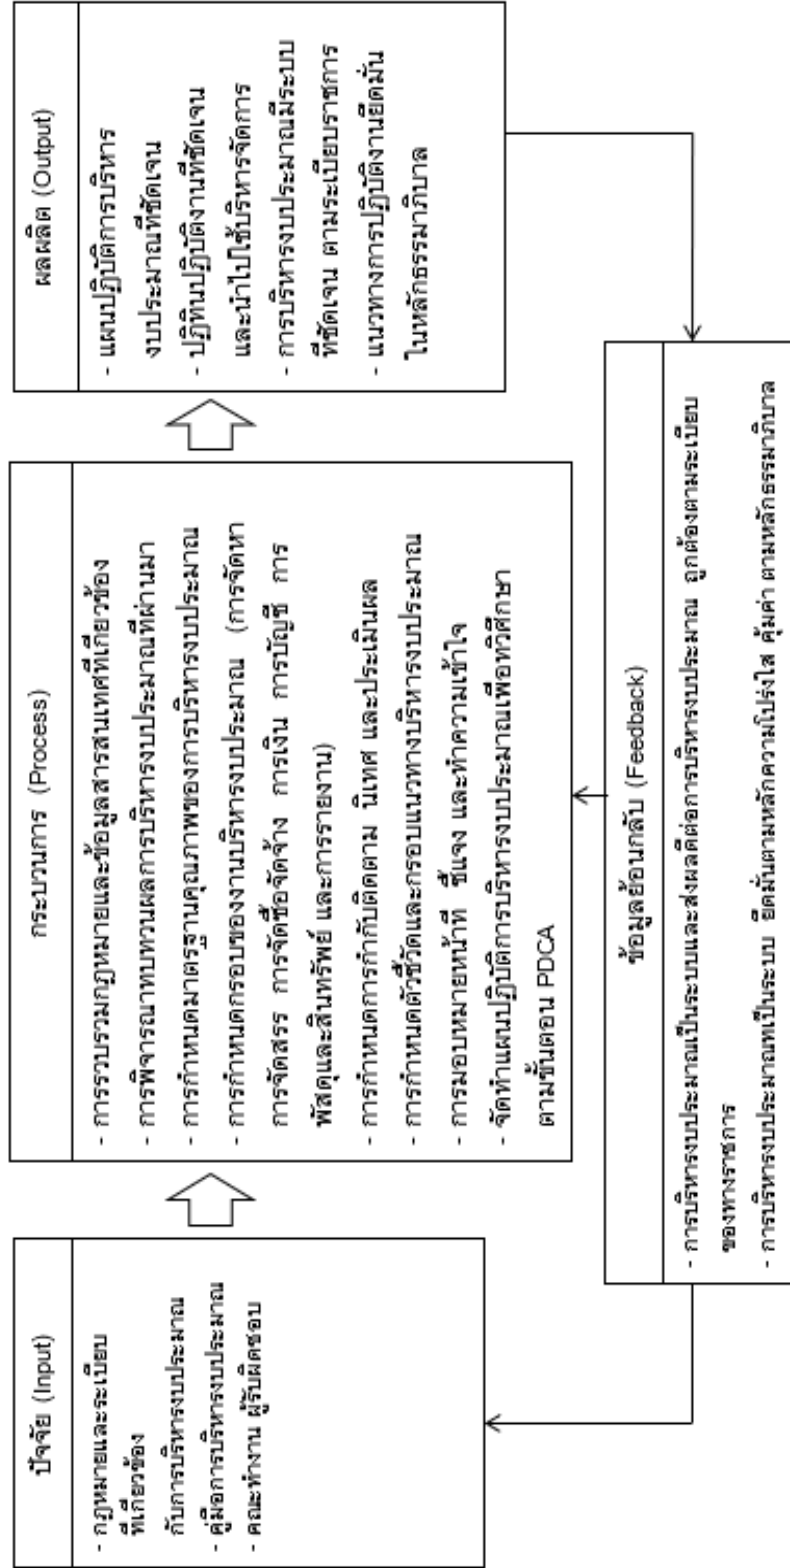 ปัจจัย (Input)
- กฎหมายและระเบียบ
ที่เกี่ยวข้อง
กับการบริหารงบประมาณ
- คู่มือการบริหารงบประมาณ
- คณะทำงาน ผู้รับผิดชอบ
กระบวนการ (Process)
- การรวบรวมกฎหมายและข้อมูลสารสนเทศที่เกี่ยวข้อง
- การพิจารณาทบทวนผลการบริหารงบประมาณที่ผ่านมา
- การกำหนดมาตรฐานคุณภาพของการบริหารงบประมาณ
- การกำหนดกรอบของงานบริหารงบประมาณ (การจัดหา
การจัดสรร การจัดซื้อจัดจ้าง การเงิน การบัญชี การ
พัสดุและสินทรัพย์ และการรายงาน)
- การกำหนดการกำกับติดตาม นิเทศ และประเมินผล
- การกำหนดตัวชี้วัดและกรอบแนวทางบริหารงบประมาณ
- การมอบหมายหน้าที่ ชี้แจง และทำความเข้าใจ
- จัดทำแผนปฏิบัติการบริหารงบประมาณเพื่อทวิศึกษา
ตามขั้นตอน PDCA
ผลผลิต (Output)
- แผนปฏิบัติการบริหาร
งบประมาณที่ชัดเจน
- ปฏิทินปฏิบัติงานที่ชัดเจน
และนำไปใช้บริหารจัดการ
- การบริหารงบประมาณมีระบบ
ที่ชัดเจน ตามระเบียบราชการ
- แนวทางการปฏิบัติงานยึดมั่น
ในหลักธรรมาภิบาล
ข้อมูลย้อนกลับ (Feedback)
- การบริหารงบประมาณเป็นระบบและส่งผลดีต่อการบริหารงบประมาณ ถูกต้องตามระเบียบ
ของทางราชการ
- การบริหารงบประมาณที่เป็นระบบ ยึดมั่นตามหลักความโปร่งใส คุ้มค่า ตามหลักธรรมาภิบาล